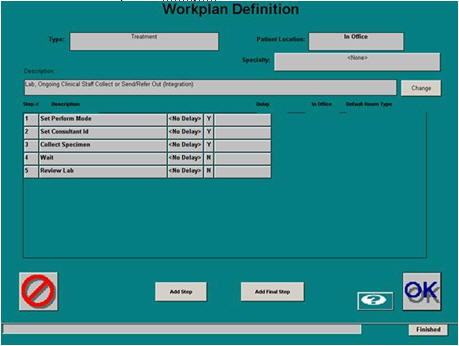 Workplan Definition
Type: Treatment Patient Location: In Office
Specialty: <None>
Description:
Lab, Ongoing Clinical Staff Collect or Send/Refer Out (Integration) Change
Step # Description Delay In Office Default Room Type
1 Set Perform Mode <No Delay> Y
2 Set Consultant Id <No Delay> Y
3 Collect Specimen <No Delay> Y
4 Wait <No Delay> N
5 Review Lab <No Delay> N
Add Step Add Final Step ? OK
Finished